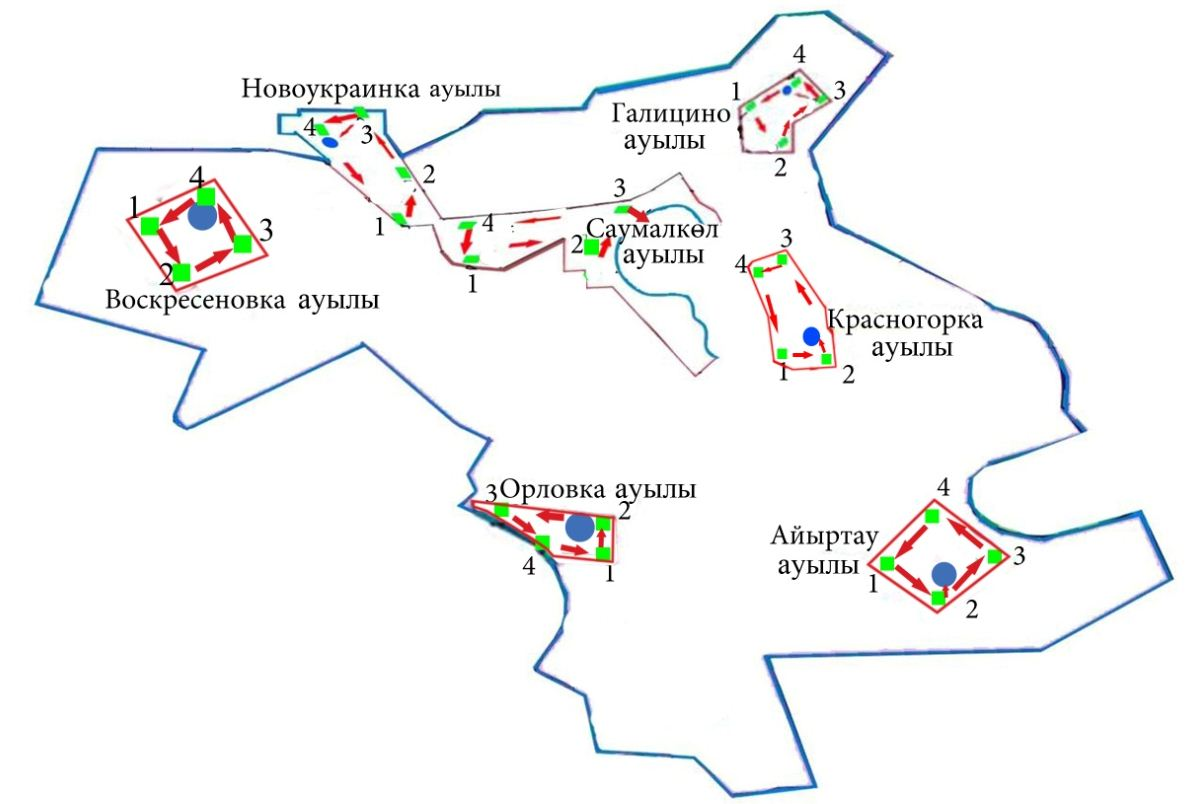 Новоукраинка ауылы
4
3
2
1
Галицино
ауылы
4
1
3
2
4
1
3
2
Воскресеновка ауылы
3
4
Саумалкөл
2 ауылы
1
3
4
Красногорка
ауылы
1
2
3 Орловка ауылы
2
4
1
4
Айыртау
ауылы
3
1
2